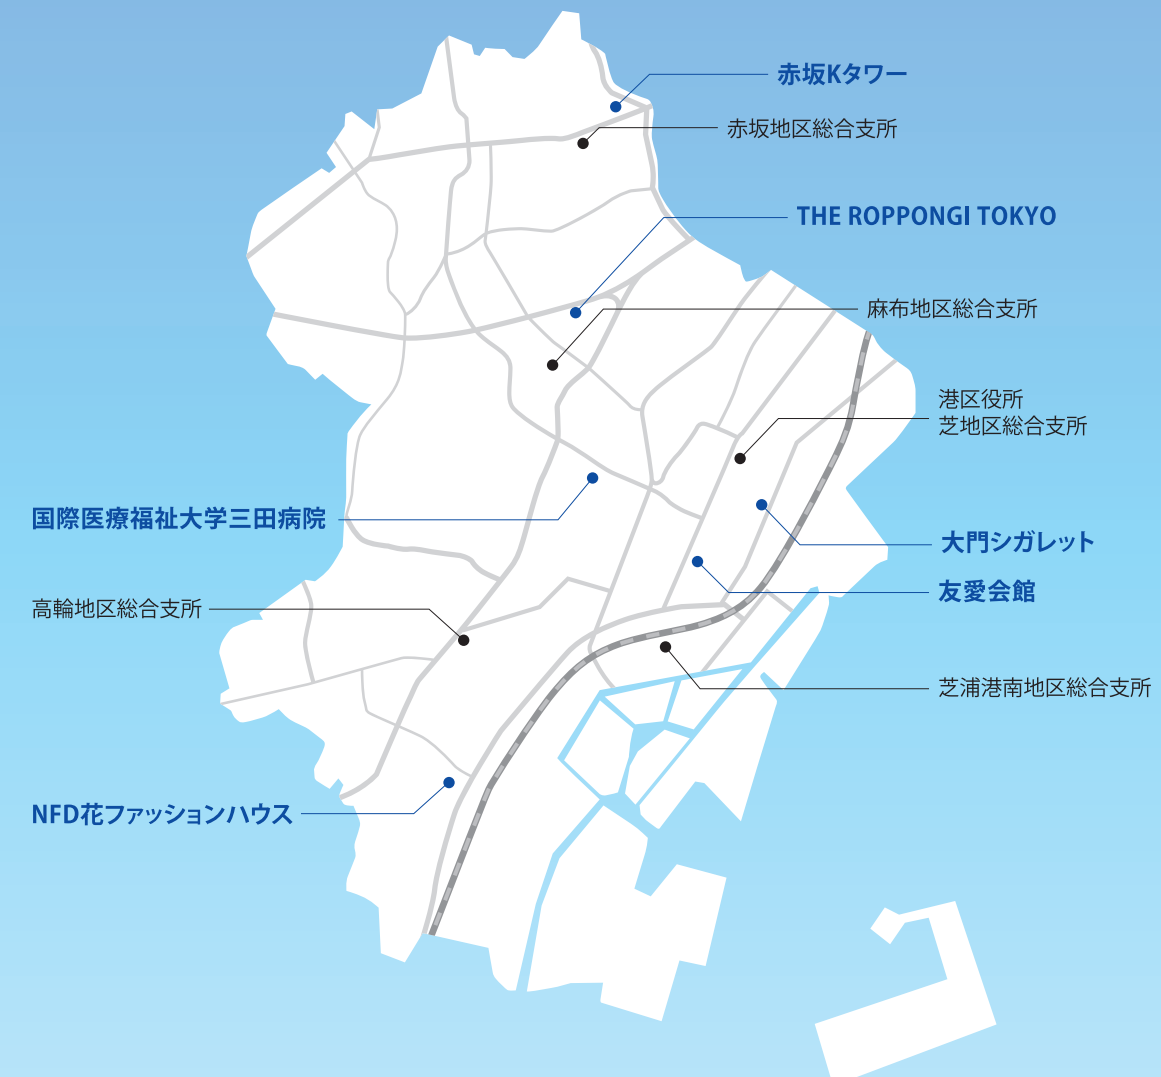 赤坂Kタワー
赤坂地区総合支所
THE ROPPONGI TOKYO
麻布地区総合支所
港区役所
芝地区総合支所
国際医療福祉大学三田病院
大門シガレット
友愛会館
高輪地区総合支所
芝浦港南地区総合支所
NFD花ファッションハウス